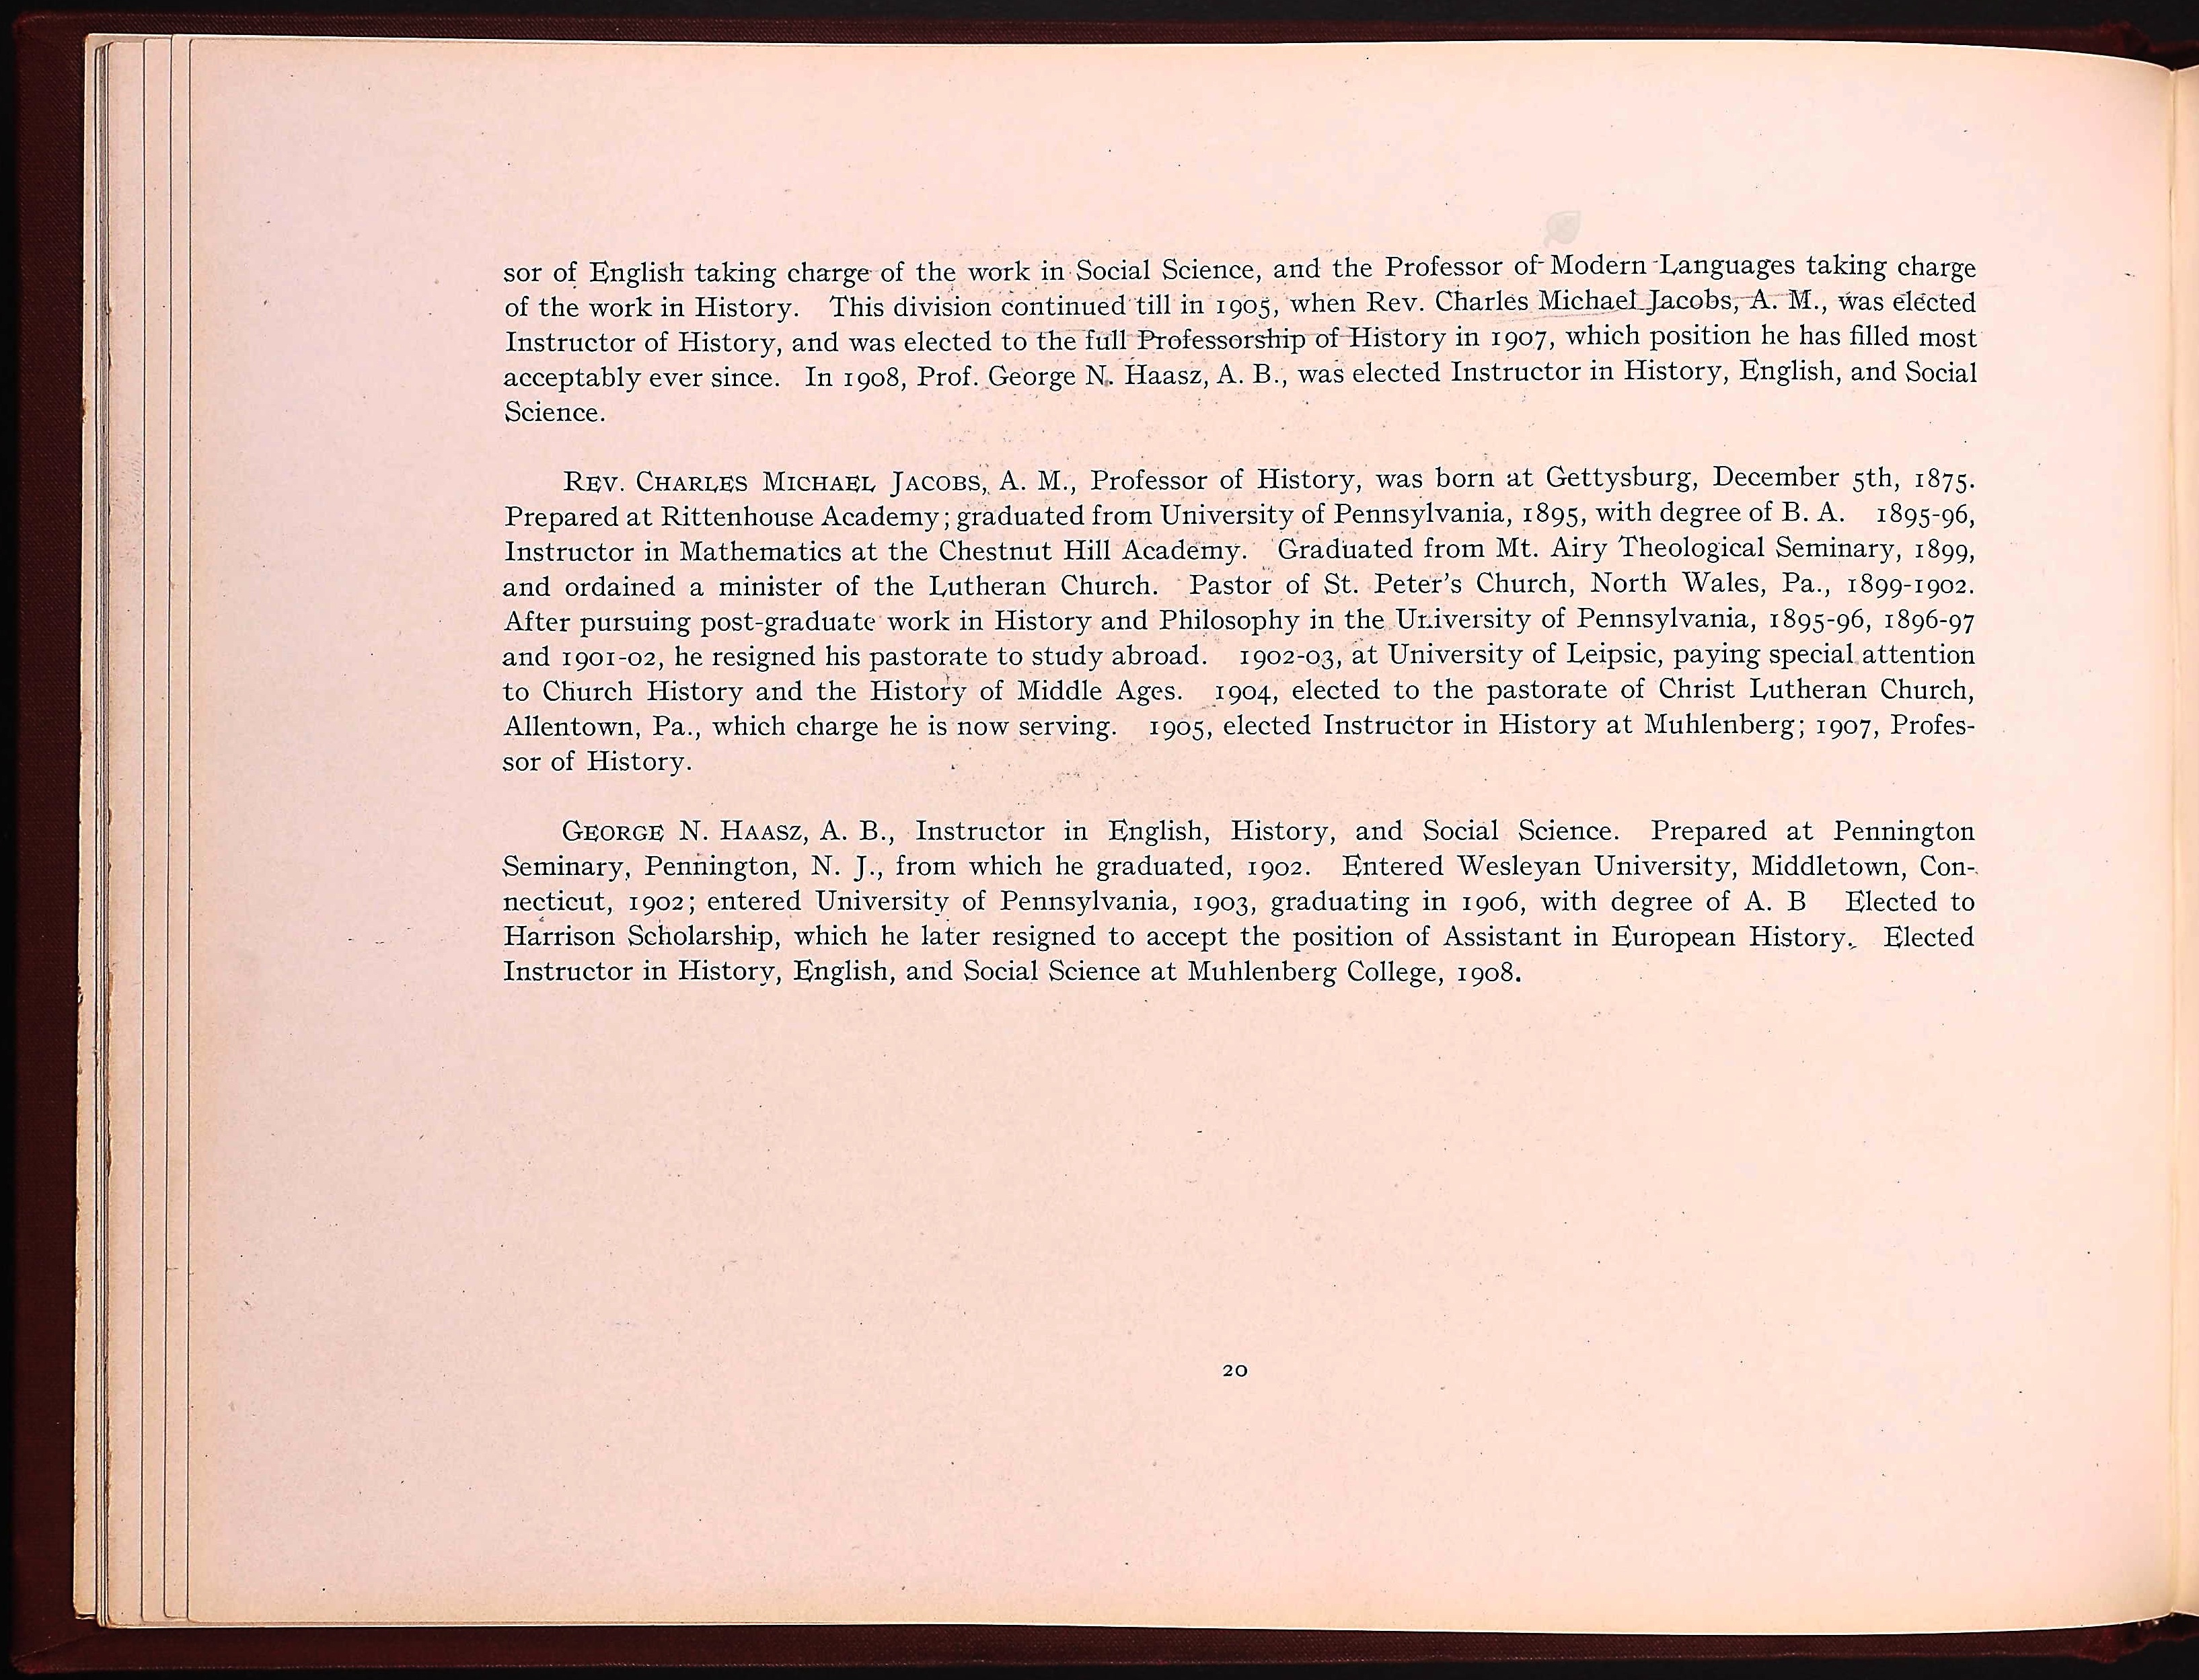 sor of English taking charge of the work in Social Science, and the Professor of Modern Languages taking charge
of the work in History. This division continued till in 1905, when Rev. Charles Michael Jacobs, A. M., was elected
Instructor of History, and was elected to the full Professorship of History in 1907, which position he has filled most
acceptably ever since. In 1908, Prof. George N. Haasz, A. B., was elected Instructor in History, English, and Social
Science.
REV. CHARLES MICHAEL JACOBS, A. M., Professor of History, was born at Gettysburg, December 5th, 1875.
Prepared at Rittenhouse Academy; graduated from University of Pennsylvania, 1895, with degree of B. A. 1895-96,
Instructor in Mathematics at the Chestnut Hill Academy. Graduated from Mt. Airy Theological Seminary, 1899,
and ordained a minister of the Lutheran Church. Pastor of St. Peter's Church, North Wales, Pa., 1899-1902.
After pursuing post-graduate work in History and Philosophy in the University of Pennsylvania, 1895-96, 1896-97
and 1901-02, he resigned his pastorate to study abroad. 1902-03, at University of Leipsic, paying special attention
to Church History and the History of Middle Ages. 1904, elected to the pastorate of Christ Lutheran Church,
Allentown, Pa., which charge he is now serving. 1905, elected Instructor in History at Muhlenberg; 1907, Profes-
sor of History.
GEORGE N. HAASZ, A. B., Instructor in English, History, and Social Science. Prepared at Pennington
Seminary, Pennington, N. J., from which he graduated, 1902. Entered Wesleyan University, Middletown, Con-
necticut, 1902; entered University of Pennsylvania, 1903, graduating in 1906, with degree of A. B Elected to
Harrison Scholarship, which he later resigned to accept the position of Assistant in European History. Elected
Instructor in History, English, and Social Science at Muhlenberg College, 1908.
20